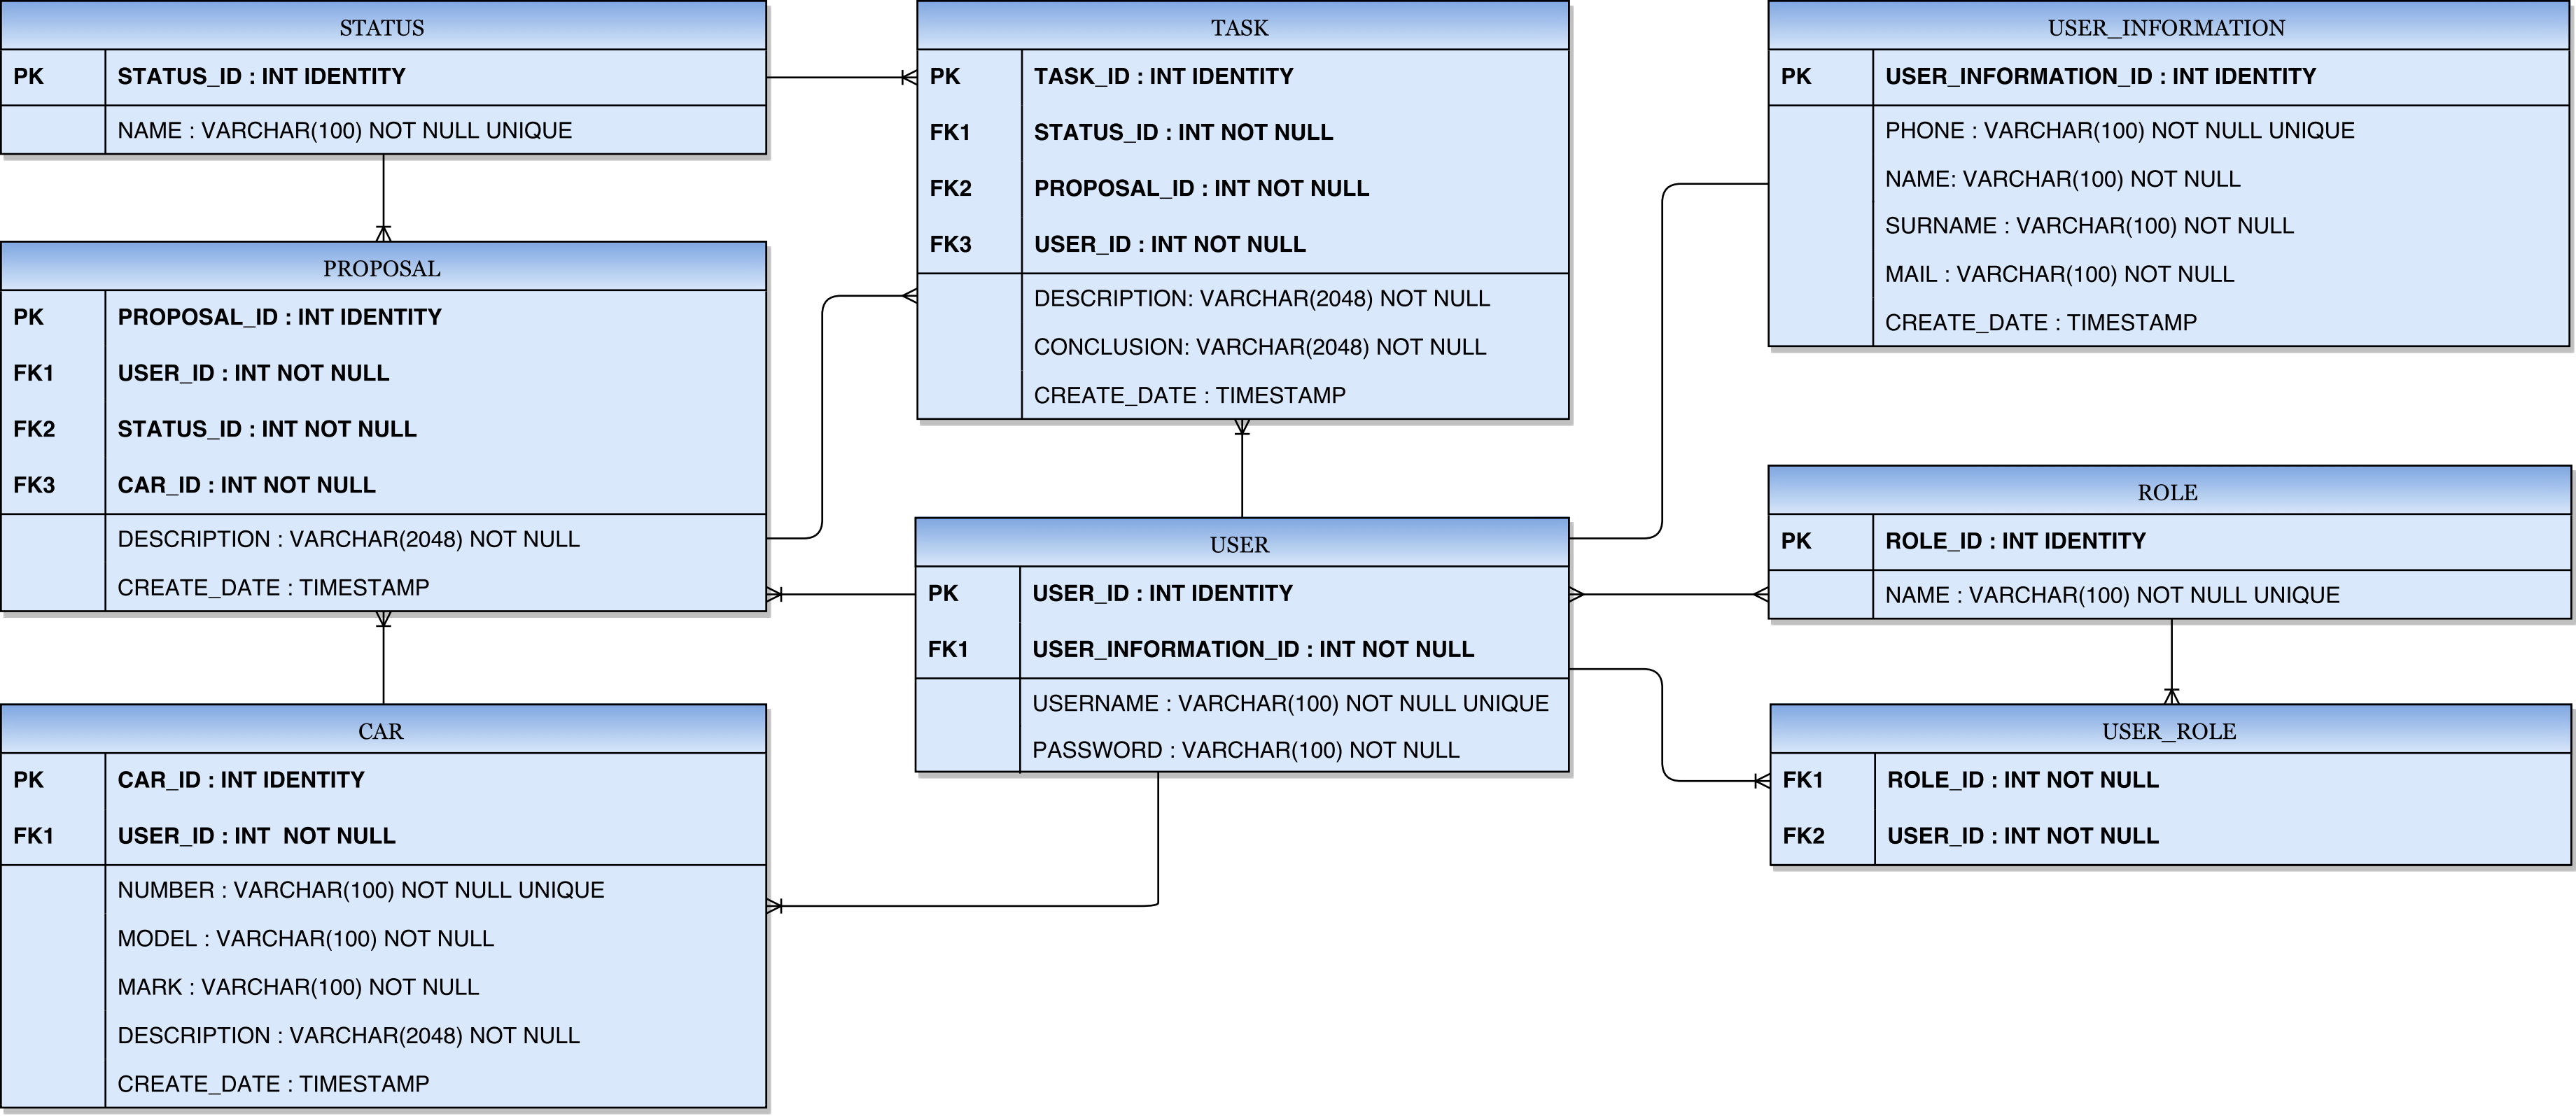 STATUS
PK STATUS_ID : INT IDENTITY
NAME : VARCHAR(100) NOT NULL UNIQUE
PROPOSAL
PK PROPOSAL_ID : INT IDENTITY
FK1 USER_ID : INT NOT NULL
FK2 STATUS_ID : INT NOT NULL
FK3 CAR_ID : INT NOT NULL
DESCRIPTION : VARCHAR(2048) NOT NULL
CREATE_DATE : TIMESTAMP
CAR
PK CAR_ID : INT IDENTITY
FK1 USER_ID : INT  NOT NULL
NUMBER : VARCHAR(100) NOT NULL UNIQUE
MODEL : VARCHAR(100) NOT NULL
MARK : VARCHAR(100) NOT NULL
DESCRIPTION : VARCHAR(2048) NOT NULL
CREATE_DATE : TIMESTAMP
TASK
PK TASK_ID : INT IDENTITY
FK1 STATUS_ID : INT NOT NULL
FK2 PROPOSAL_ID : INT NOT NULL
FK3 USER_ID : INT NOT NULL
DESCRIPTION: VARCHAR(2048) NOT NULL
CONCLUSION: VARCHAR(2048) NOT NULL
CREATE_DATE : TIMESTAMP
USER
PK USER_ID : INT IDENTITY
FK1 USER_INFORMATION_ID : INT NOT NULL
USERNAME : VARCHAR(100) NOT NULL UNIQUE
PASSWORD : VARCHAR(100) NOT NULL
USER_INFORMATION
PK USER_INFORMATION_ID : INT IDENTITY
PHONE : VARCHAR(100) NOT NULL UNIQUE
NAME: VARCHAR(100) NOT NULL
SURNAME : VARCHAR(100) NOT NULL
MAIL : VARCHAR(100) NOT NULL
CREATE_DATE : TIMESTAMP
ROLE
PK ROLE_ID : INT IDENTITY
NAME : VARCHAR(100) NOT NULL UNIQUE
USER_ROLE
FK1 ROLE_ID : INT NOT NULL
FK2 USER_ID : INT NOT NULL